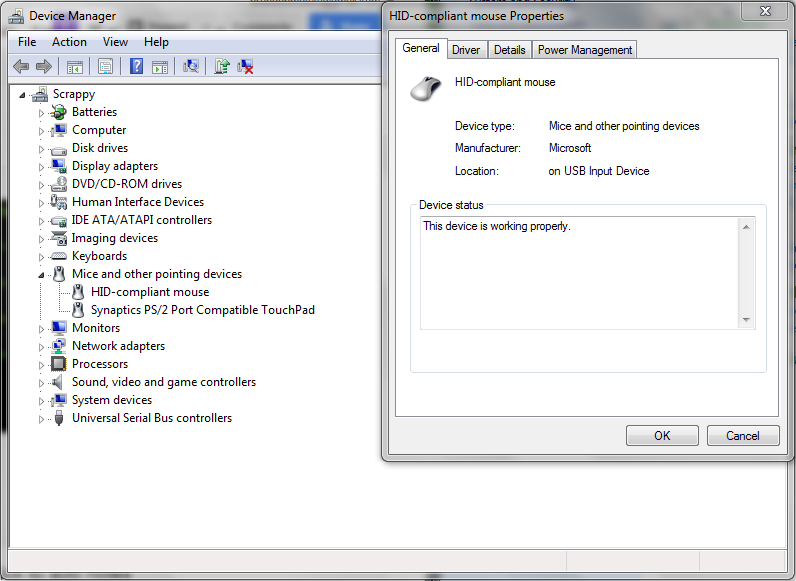 Device Manager
File Action View Help
Scrappy
Batteries
Computer
Disk drives
Display adapters
DVD/CD-ROM drives
Human Interface Devices
IDE ATA/ATAPI controllers
Imaging devices
Keyboards
Mice and other pointing devices
HID-compliant mouse
Synaptics PS/2 Port Compatible TouchPad
Monitors
Network adapters
Processors
Sound, video and game controllers
System devices
Universal Serial Bus controllers
HID-compliant mouse Properties
General Driver Details Power Management
HID-compliant mouse
Device type: Mice and other pointing devices
Manufacturer: Microsoft
Location: on USB Input Device
Device status
This device is working properly.
OK Cancel